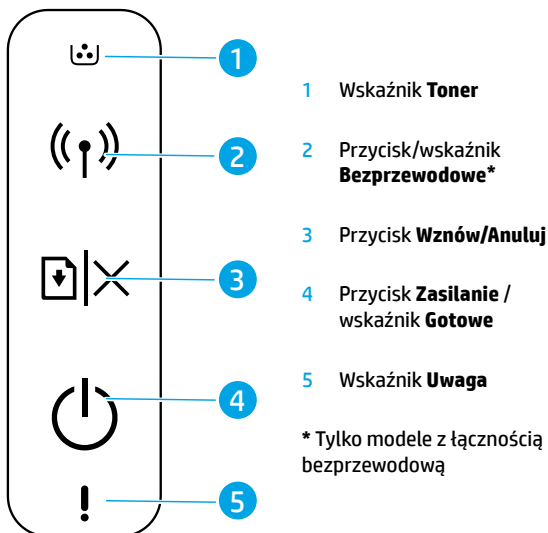 1
2
3
4
5
1 Wskaźnik Toner
2 Przycisk/wskaźnik
Bezprzewodowe*
3 Przycisk Wznów/Anuluj
4 Przycisk Zasilanie /
wskaźnik Gotowe
5 Wskaźnik Uwaga
* Tylko modele z łącznością
bezprzewodową